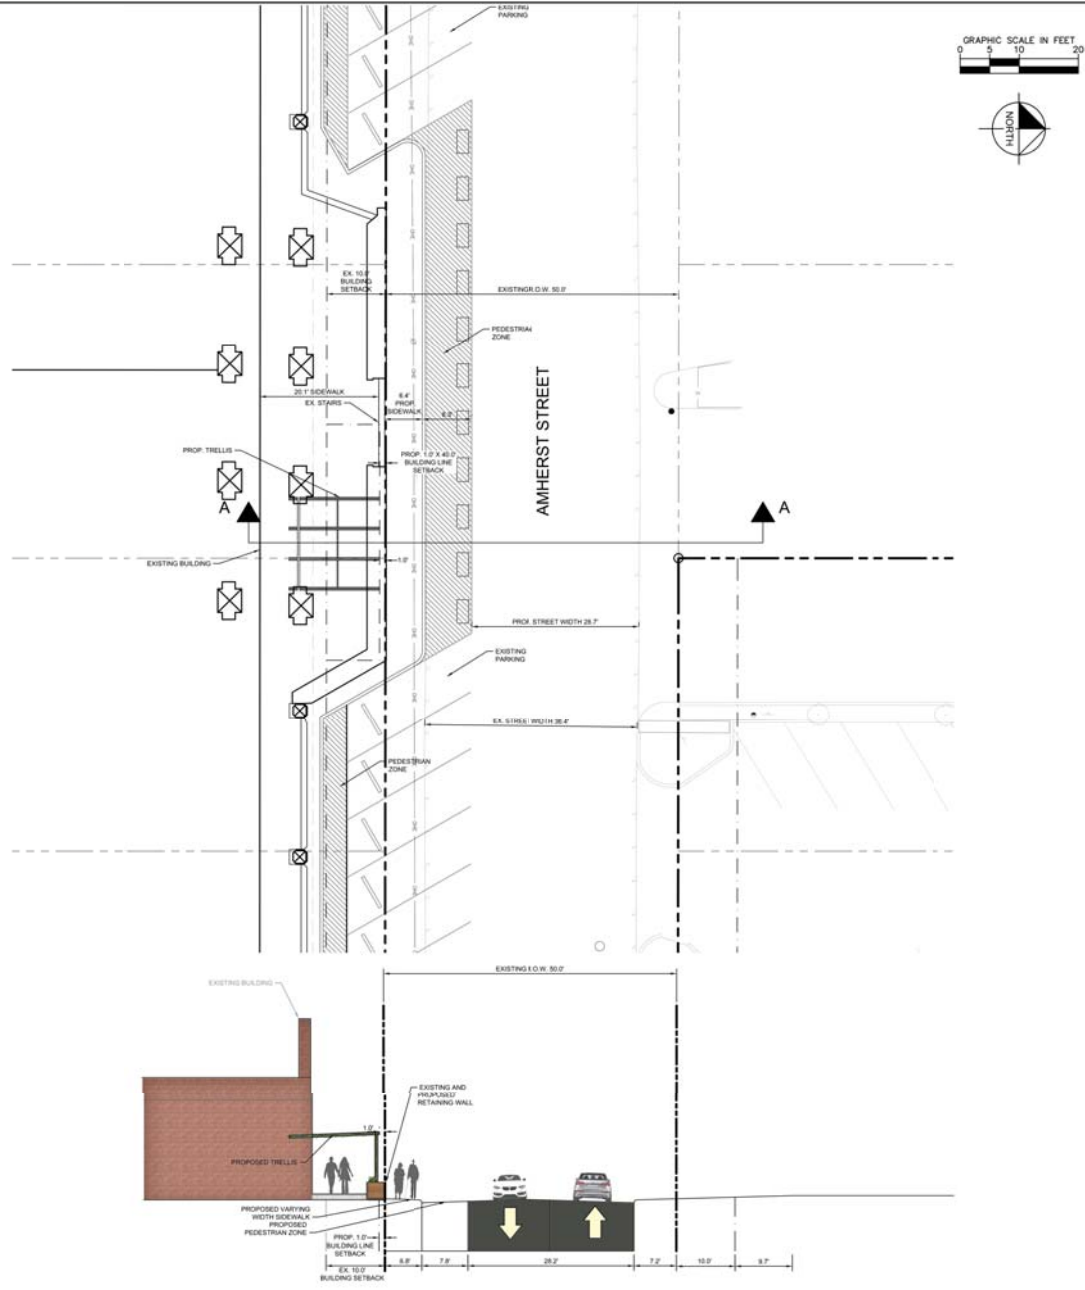 EXISTING
PARKING
GRAPHIC SCALE IN FEET
0 5 10 20
NORTH
EX. 10.0'
BUILDING
SETBACK
EXISTING R.O.W. 50.0'
PEDESTRIAN
ZONE
AMHERST STREET
20.1' SIDEWALK
EX. STAIRS
6.4'
PROP.
SIDEWALK
PROP. TRELLIS
PROP. 1.0' X 40.0'
BUILDING LINE
SETBACK
A
A
EXISTING BUILDING
1.0'
PROP. STREET WIDTH 28.7'
EXISTING
PARKING
EX. STREET WIDTH 36.4'
PEDESTRIAN
ZONE
EXISTING R.O.W. 50.0'
EXISTING BUILDING
EXISTING AND
PROPOSED
RETAINING WALL
1.0'
PROPOSED TRELLIS
PROPOSED VARYING
WIDTH SIDEWALK
PROPOSED
PEDESTRIAN ZONE
PROP. 1.0'
BUILDING LINE
SETBACK
EX. 10.0'
BUILDING SETBACK
6.8' 7.8' 28.2' 7.2' 10.0' 9.7'